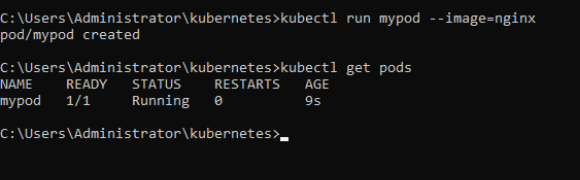 C:\Users\Administrator\kubernetes>kubectl run mypod --image=nginx
pod/mypod created
C:\Users\Administrator\kubernetes>kubectl get pods
NAME READY STATUS RESTARTS AGE
mypod 1/1 Running 0 9s
C:\Users\Administrator\kubernetes>